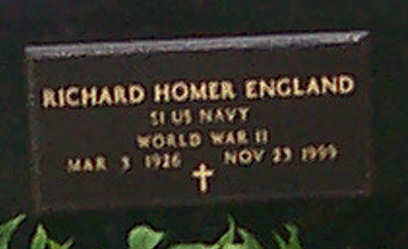 RICHARD HOMER ENGLAND
S1 US NAVY
WORLD WAR II
MAR 3 1926 NOV 23 1999